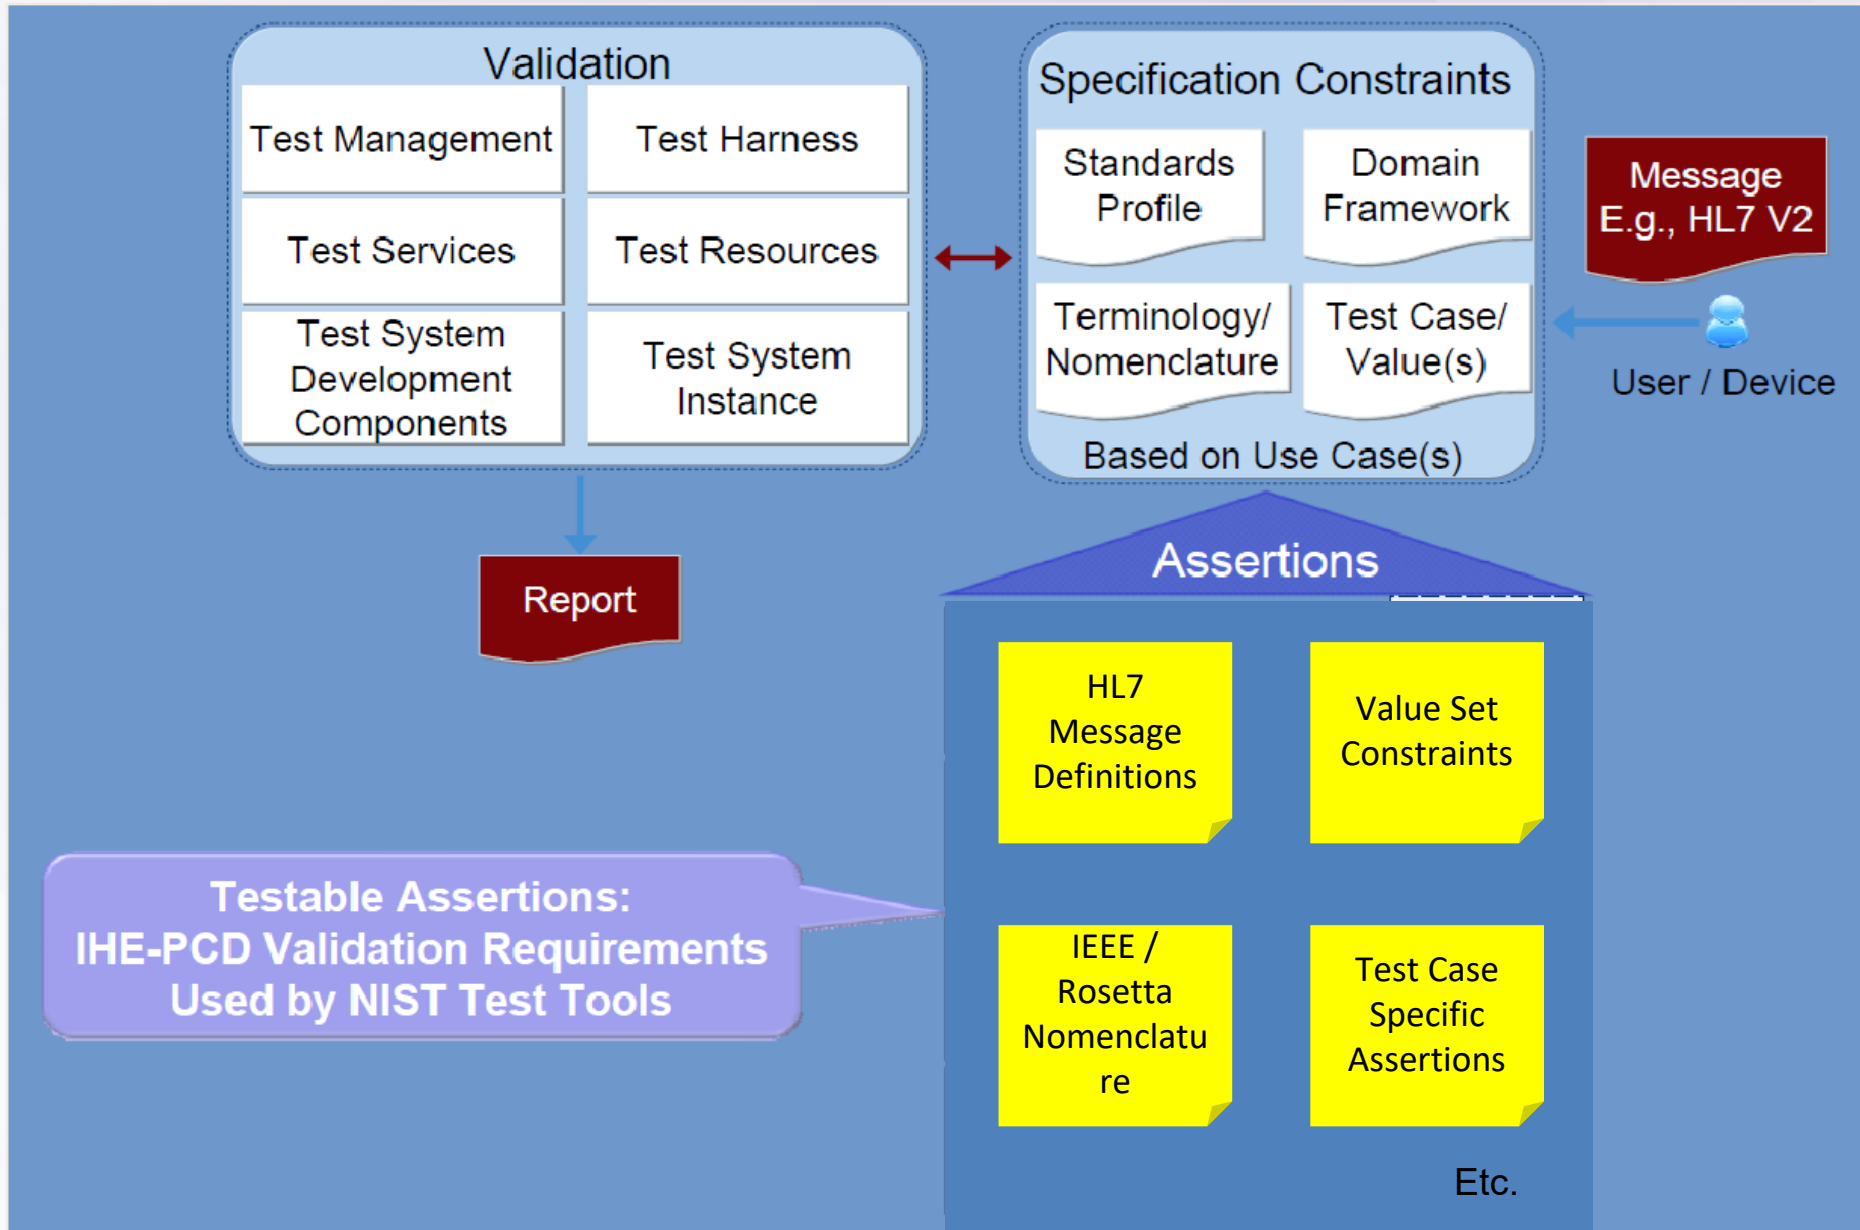 Validation
Test Management
Test Harness
Test Services
Test Resources
Test System
Development
Components
Test System
Instance
Specification Constraints
Standards
Profile
Domain
Framework
Terminology/
Nomenclature
Test Case/
Value(s)
Based on Use Case(s)
Message
E.g., HL7 V2
User / Device
Report
Assertions
HL7
Message
Definitions
Value Set
Constraints
Testable Assertions:
IHE-PCD Validation Requirements
Used by NIST Test Tools
IEEE /
Rosetta
Nomenclatu
re
Test Case
Specific
Assertions
Etc.